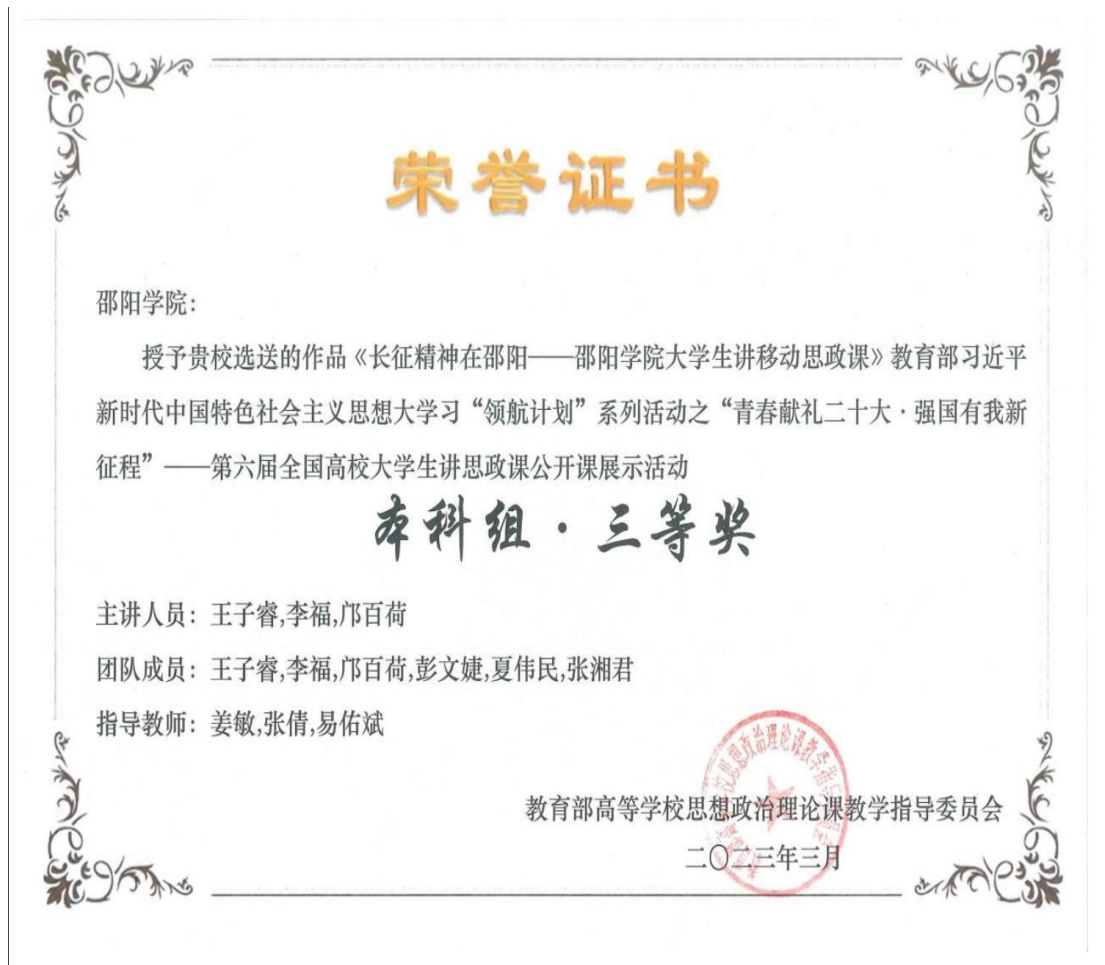 荣誉证书
邵阳学院：
授予贵校选送的作品《长征精神在邵阳——邵阳学院大学生讲移动思政课》教育部习近平
新时代中国特色社会主义思想大学习“领航计划”系列活动之“青春献礼二十大·强国有我新
征程”——第六届全国高校大学生讲思政课公开课展示活动
本科组·三等奖
主讲人员：王子睿,李福,邝百荷
团队成员：王子睿,李福,邝百荷,彭文婕,夏伟民,张湘君
指导教师：姜敏,张倩,易佑斌
教育部高等学校思想政治理论课教学指导委员会
二〇二三年三月